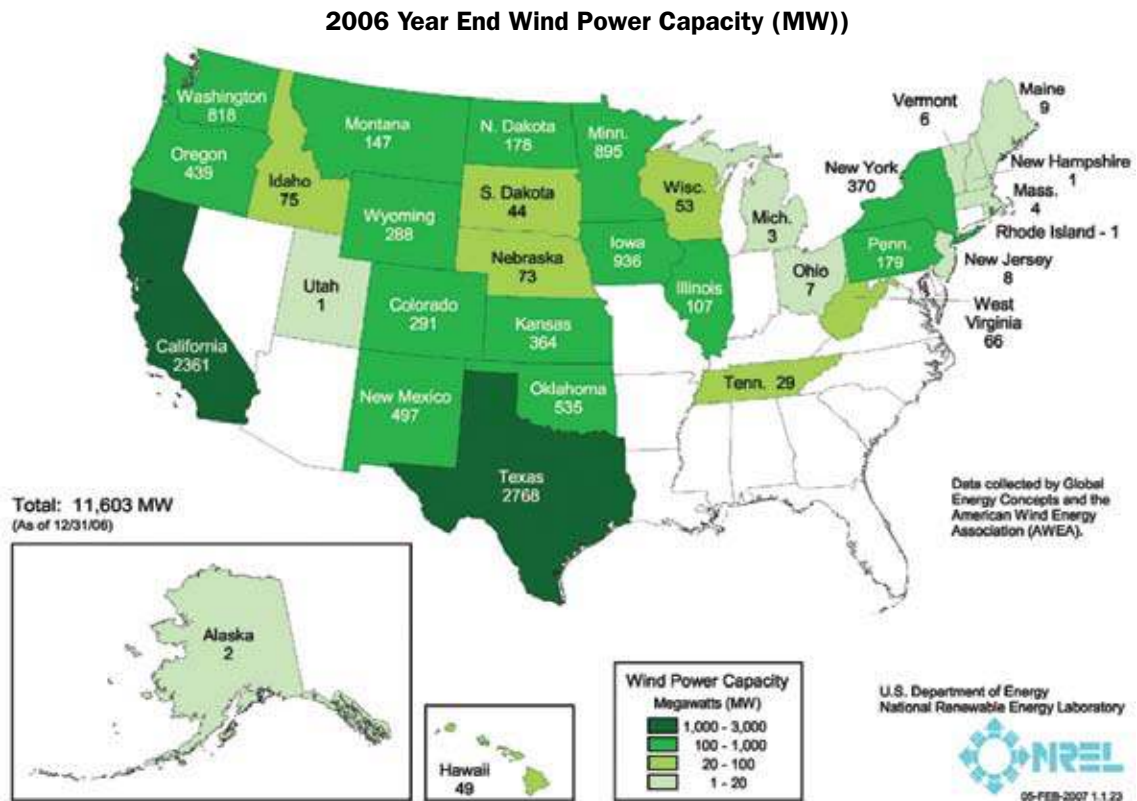 2006 Year End Wind Power Capacity (MW))
Washington
818
Oregon
439
California
2361
Idaho
75
Utah
1
Montana
147
Wyoming
288
Colorado
291
New Mexico
497
N. Dakota
178
S. Dakota
44
Nebraska
73
Kansas
364
Oklahoma
535
Texas
2768
Minn.
895
Iowa
936
Wisc.
53
Illinois
107
Mich.
3
Ohio
7
Tenn. 29
Vermont
6
Maine
9
New York
370
New Hampshire
1
Mass.
4
Rhode Island - 1
Penn.
179
New Jersey
8
West
Virginia
66
Data collected by Global
Energy Concepts and the
American Wind Energy
Association (AWEA).
Total: 11,603 MW
(As of 12/31/06)
Alaska
2
Hawaii
49
Wind Power Capacity
Megawatts (MW)
1,000 - 3,000
100 - 1,000
20 - 100
1 - 20
U.S. Department of Energy
National Renewable Energy Laboratory
NREL
05-FEB-2007 1.1.23